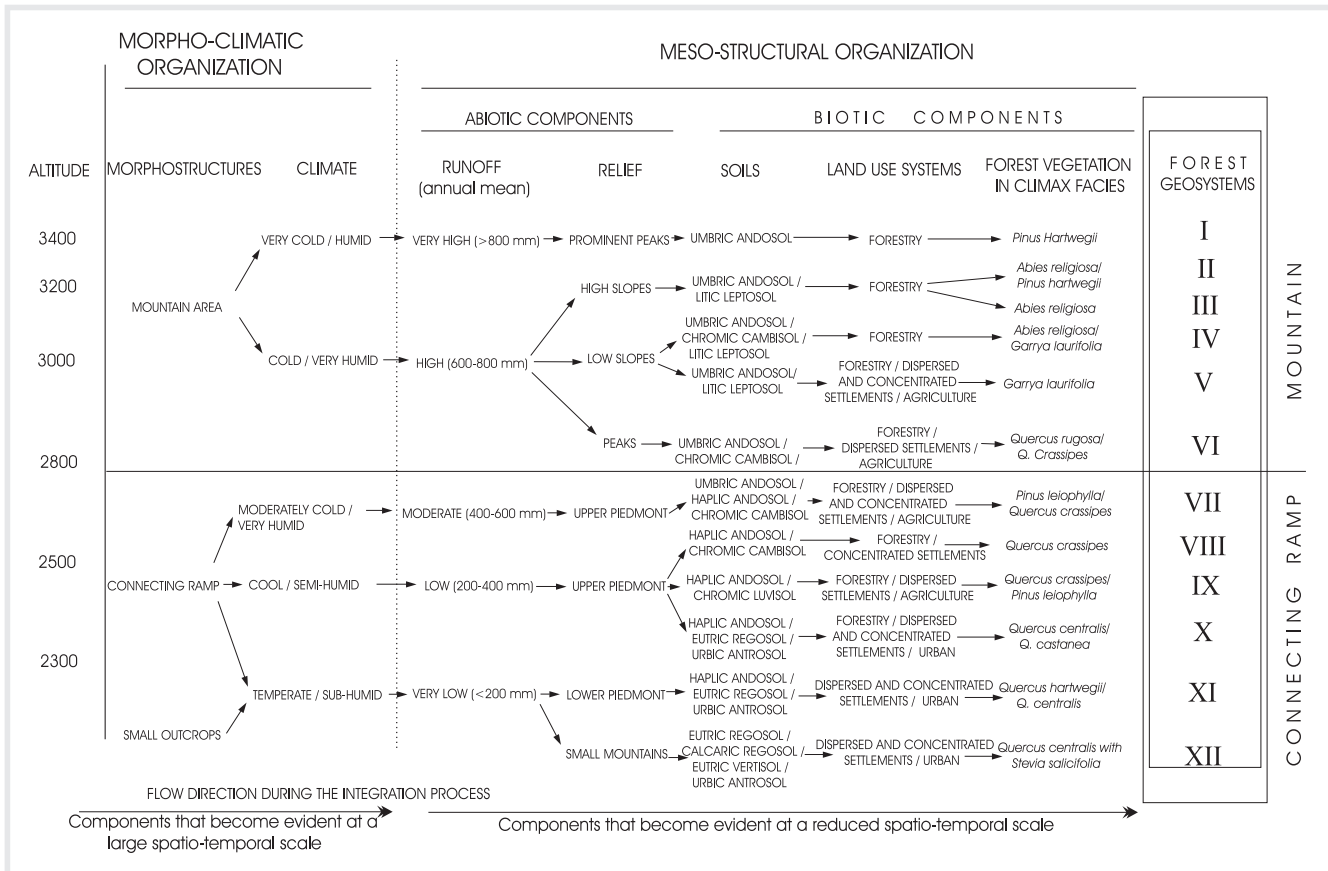 MORPHO-CLIMATIC
ORGANIZATION
MESO-STRUCTURAL ORGANIZATION
ABIOTIC COMPONENTS
BIOTIC COMPONENTS
ALTITUDE
MORPHOSTRUCTURES
CLIMATE
RUNOFF
(annual mean)
RELIEF
SOILS
LAND USE SYSTEMS
FOREST VEGETATION
IN CLIMAX FACIES
FOREST
GEOSYSTEMS
3400
VERY COLD / HUMID
VERY HIGH (>800 mm)
PROMINENT PEAKS
UMBRIC ANDOSOL
FORESTRY
Pinus Hartwegii
I
3200
MOUNTAIN AREA
HIGH SLOPES
UMBRIC ANDOSOL /
LITIC LEPTOSOL
FORESTRY
Abies religiosa/
Pinus hartwegii
II
Abies religiosa
III
3000
COLD / VERY HUMID
HIGH (600-800 mm)
LOW SLOPES
UMBRIC ANDOSOL /
CHROMIC CAMBISOL /
LITIC LEPTOSOL
FORESTRY
Abies religiosa/
Garrya laurifolia
IV
UMBRIC ANDOSOL/
LITIC LEPTOSOL
FORESTRY / DISPERSED
AND CONCENTRATED
SETTLEMENTS / AGRICULTURE
Garrya laurifolia
V
2800
PEAKS
UMBRIC ANDOSOL /
CHROMIC CAMBISOL /
FORESTRY /
DISPERSED SETTLEMENTS /
AGRICULTURE
Quercus rugosa/
Q. Crassipes
VI
MOUNTAIN
MODERATELY COLD /
VERY HUMID
MODERATE (400-600 mm)
UPPER PIEDMONT
UMBRIC ANDOSOL /
HAPLIC ANDOSOL /
CHROMIC CAMBISOL
FORESTRY / DISPERSED
AND CONCENTRATED
SETTLEMENTS / AGRICULTURE
Pinus leiophylla/
Quercus crassipes
VII
2500
HAPLIC ANDOSOL /
CHROMIC CAMBISOL
FORESTRY /
CONCENTRATED SETTLEMENTS
Quercus crassipes
VIII
CONNECTING RAMP
COOL / SEMI-HUMID
LOW (200-400 mm)
UPPER PIEDMONT
HAPLIC ANDOSOL /
CHROMIC LUVISOL
FORESTRY / DISPERSED
SETTLEMENTS / AGRICULTURE
Quercus crassipes/
Pinus leiophylla
IX
2300
HAPLIC ANDOSOL /
EUTRIC REGOSOL /
URBIC ANTROSOL
FORESTRY / DISPERSED
AND CONCENTRATED
SETTLEMENTS / URBAN
Quercus centralis/
Q. castanea
X
TEMPERATE / SUB-HUMID
VERY LOW (<200 mm)
LOWER PIEDMONT
HAPLIC ANDOSOL /
EUTRIC REGOSOL /
URBIC ANTROSOL
DISPERSED AND CONCENTRATED
SETTLEMENTS / URBAN
Quercus hartwegii/
Q. centralis
XI
SMALL OUTCROPS
SMALL MOUNTAINS
EUTRIC REGOSOL /
CALCARIC REGOSOL /
EUTRIC VERTISOL /
URBIC ANTROSOL
DISPERSED AND CONCENTRATED
SETTLEMENTS / URBAN
Quercus centralis with
Stevia salicifolia
XII
CONNECTING RAMP
FLOW DIRECTION DURING THE INTEGRATION PROCESS
Components that become evident at a
large spatio-temporal scale
Components that become evident at a reduced spatio-temporal scale